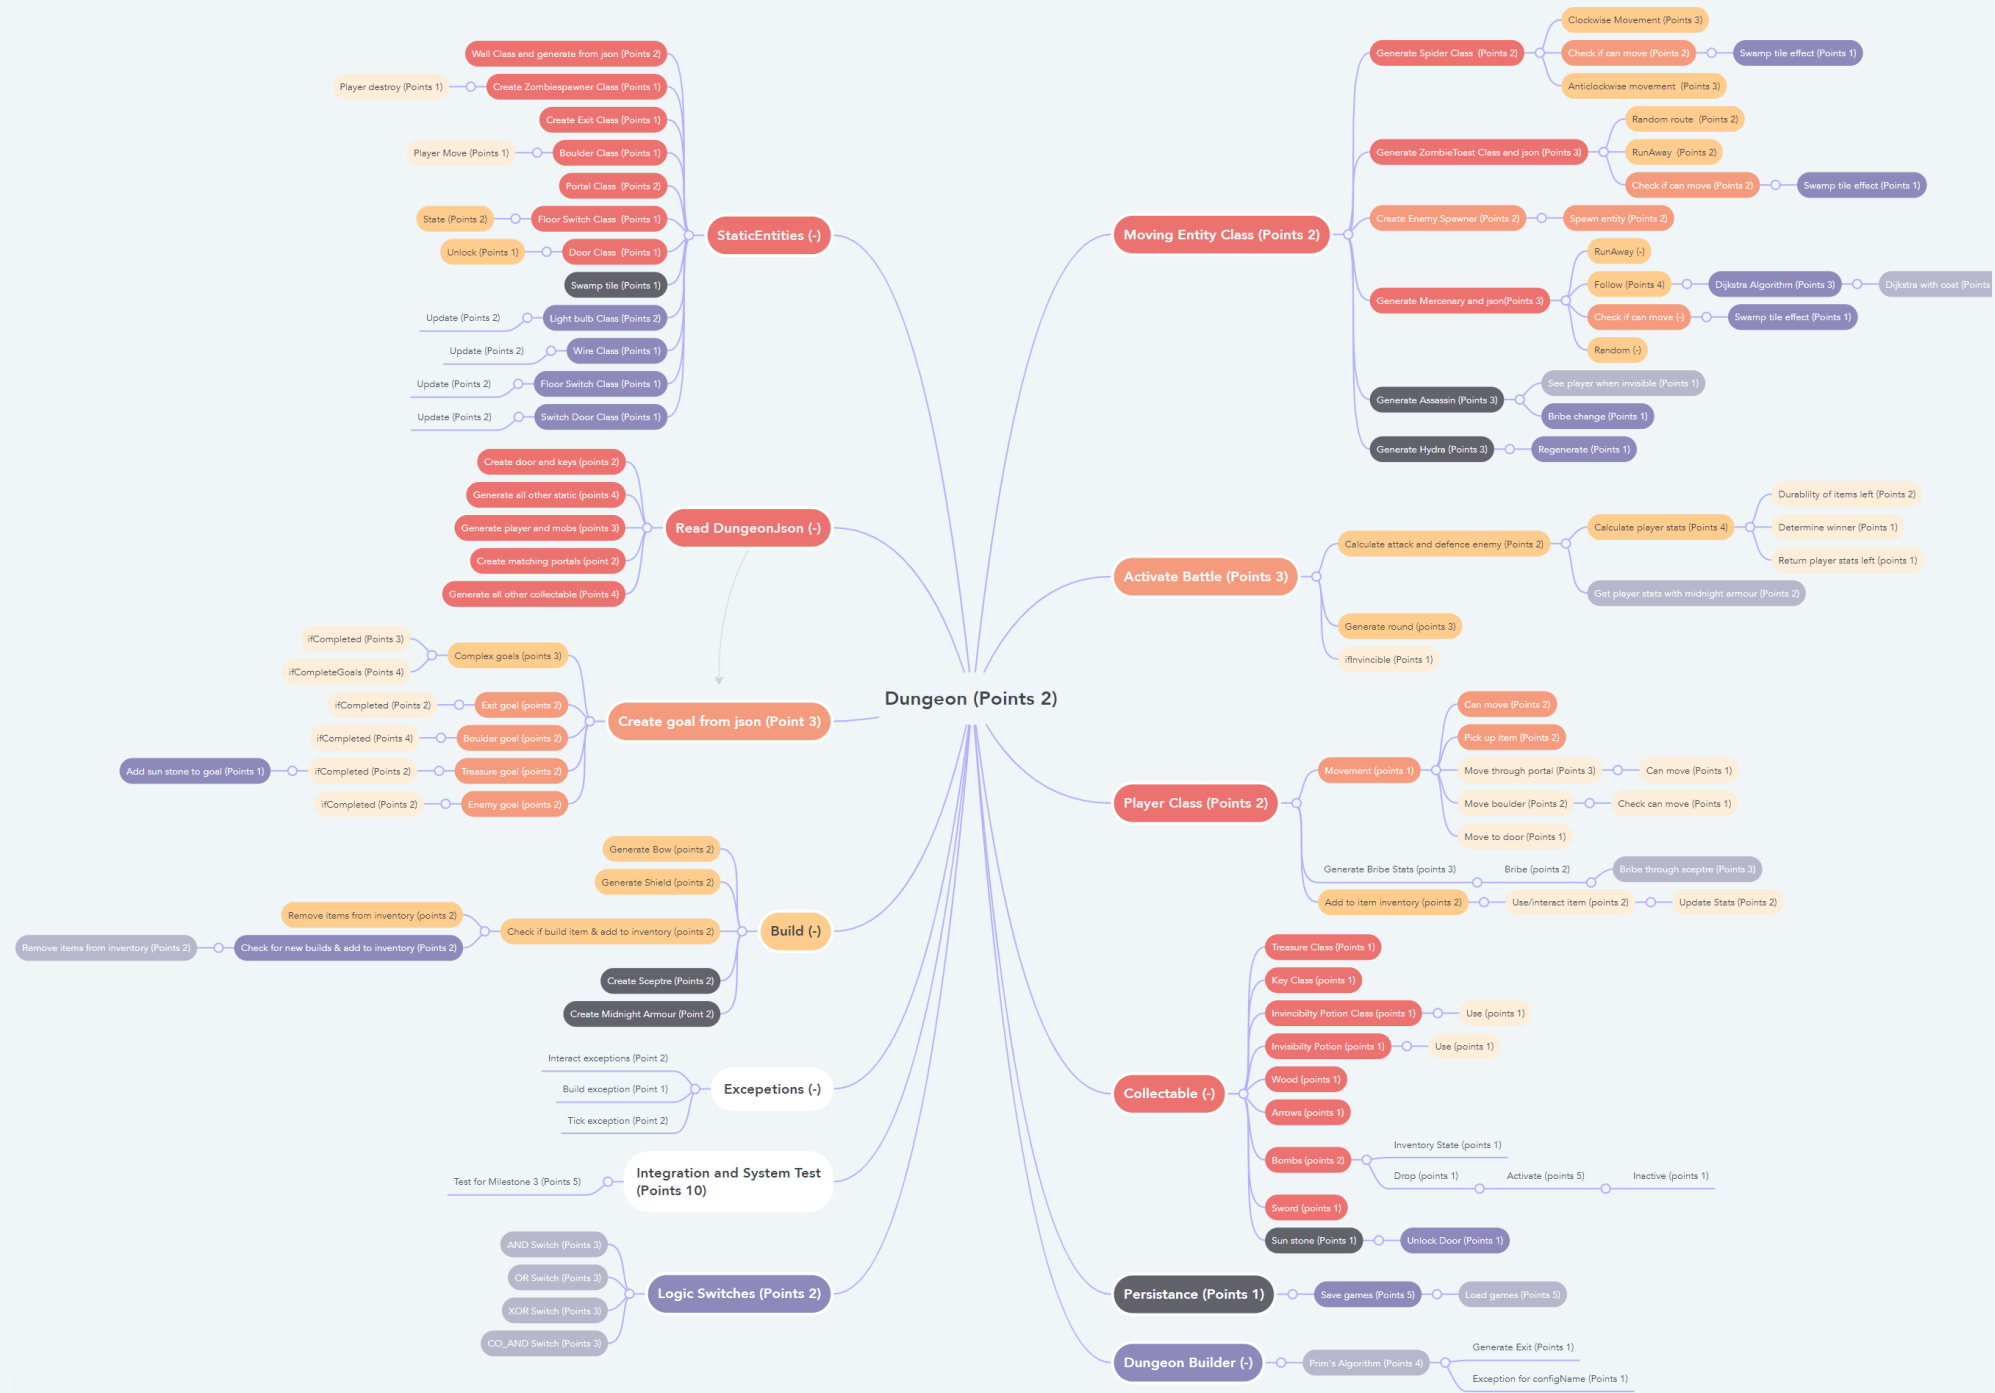 Dungeon (Points 2)
StaticEntities (-)
Wall Class and generate from json (Points 2)
Create Zombiespawner Class (Points 1)
Player destroy (Points 1)
Create Exit Class (Points 1)
Boulder Class (Points 1)
Player Move (Points 1)
Portal Class (Points 2)
Floor Switch Class (Points 1)
State (Points 2)
Door Class (Points 1)
Unlock (Points 1)
Swamp tile (Points 1)
Light bulb Class (Points 2)
Update (Points 2)
Wire Class (Points 1)
Update (Points 2)
Floor Switch Class (Points 1)
Update (Points 2)
Switch Door Class (Points 1)
Update (Points 2)
Read DungeonJson (-)
Create door and keys (points 2)
Generate all other static (points 4)
Generate player and mobs (points 3)
Create matching portals (point 2)
Generate all other collectable (Points 4)
Create goal from json (Point 3)
Complex goals (points 3)
ifCompleted (Points 3)
ifCompleteGoals (Points 4)
Exit goal (points 2)
ifCompleted (Points 2)
Boulder goal (points 2)
ifCompleted (Points 4)
Treasure goal (points 2)
ifCompleted (Points 2)
Add sun stone to goal (Points 1)
Enemy goal (points 2)
ifCompleted (Points 2)
Build (-)
Generate Bow (points 2)
Generate Shield (points 2)
Check if build item & add to inventory (points 2)
Remove items from inventory (points 2)
Check for new builds & add to inventory (Points 2)
Remove items from inventory (Points 2)
Create Sceptre (Points 2)
Create Midnight Armour (Point 2)
Excepetions (-)
Interact exceptions (Point 2)
Build exception (Point 1)
Tick exception (Point 2)
Integration and System Test
(Points 10)
Test for Milestone 3 (Points 5)
Logic Switches (Points 2)
AND Switch (Points 3)
OR Switch (Points 3)
XOR Switch (Points 3)
CO_AND Switch (Points 3)
Moving Entity Class (Points 2)
Generate Spider Class (Points 2)
Clockwise Movement (Points 3)
Check if can move (Points 2)
Swamp tile effect (Points 1)
Anticlockwise movement (Points 3)
Generate ZombieToast Class and json (Points 3)
Random route (Points 2)
RunAway (Points 2)
Check if can move (Points 2)
Swamp tile effect (Points 1)
Create Enemy Spawner (Points 2)
Spawn entity (Points 2)
Generate Mercenary and json(Points 3)
RunAway (-)
Follow (Points 4)
Dijkstra Algorithm (Points 3)
Dijkstra with cost (Points
Check if can move (-)
Swamp tile effect (Points 1)
Random (-)
Generate Assassin (Points 3)
See player when invisible (Points 1)
Bribe change (Points 1)
Generate Hydra (Points 3)
Regenerate (Points 1)
Activate Battle (Points 3)
Calculate attack and defence enemy (Points 2)
Calculate player stats (Points 4)
Durablilty of items left (Points 2)
Determine winner (Points 1)
Return player stats left (points 1)
Get player stats with midnight armour (Points 2)
Generate round (points 3)
ifInvincible (Points 1)
Player Class (Points 2)
Movement (points 1)
Can move (Points 2)
Pick up item (Points 2)
Move through portal (Points 3)
Can move (Points 1)
Move boulder (Points 2)
Check can move (Points 1)
Move to door (Points 1)
Generate Bribe Stats (points 3)
Bribe (points 2)
Bribe through sceptre (Points 3)
Add to item inventory (points 2)
Use/interact item (points 2)
Update Stats (Points 2)
Collectable (-)
Treasure Class (Points 1)
Key Class (points 1)
Invincibilty Potion Class (points 1)
Use (points 1)
Invisibilty Potion (points 1)
Use (points 1)
Wood (points 1)
Arrows (points 1)
Bombs (points 2)
Inventory State (points 1)
Drop (points 1)
Activate (points 5)
Inactive (points 1)
Sword (points 1)
Sun stone (Points 1)
Unlock Door (Points 1)
Persistance (Points 1)
Save games (Points 5)
Load games (Points 5)
Dungeon Builder (-)
Prim's Algorithm (Points 4)
Generate Exit (Points 1)
Exception for configName (Points 1)